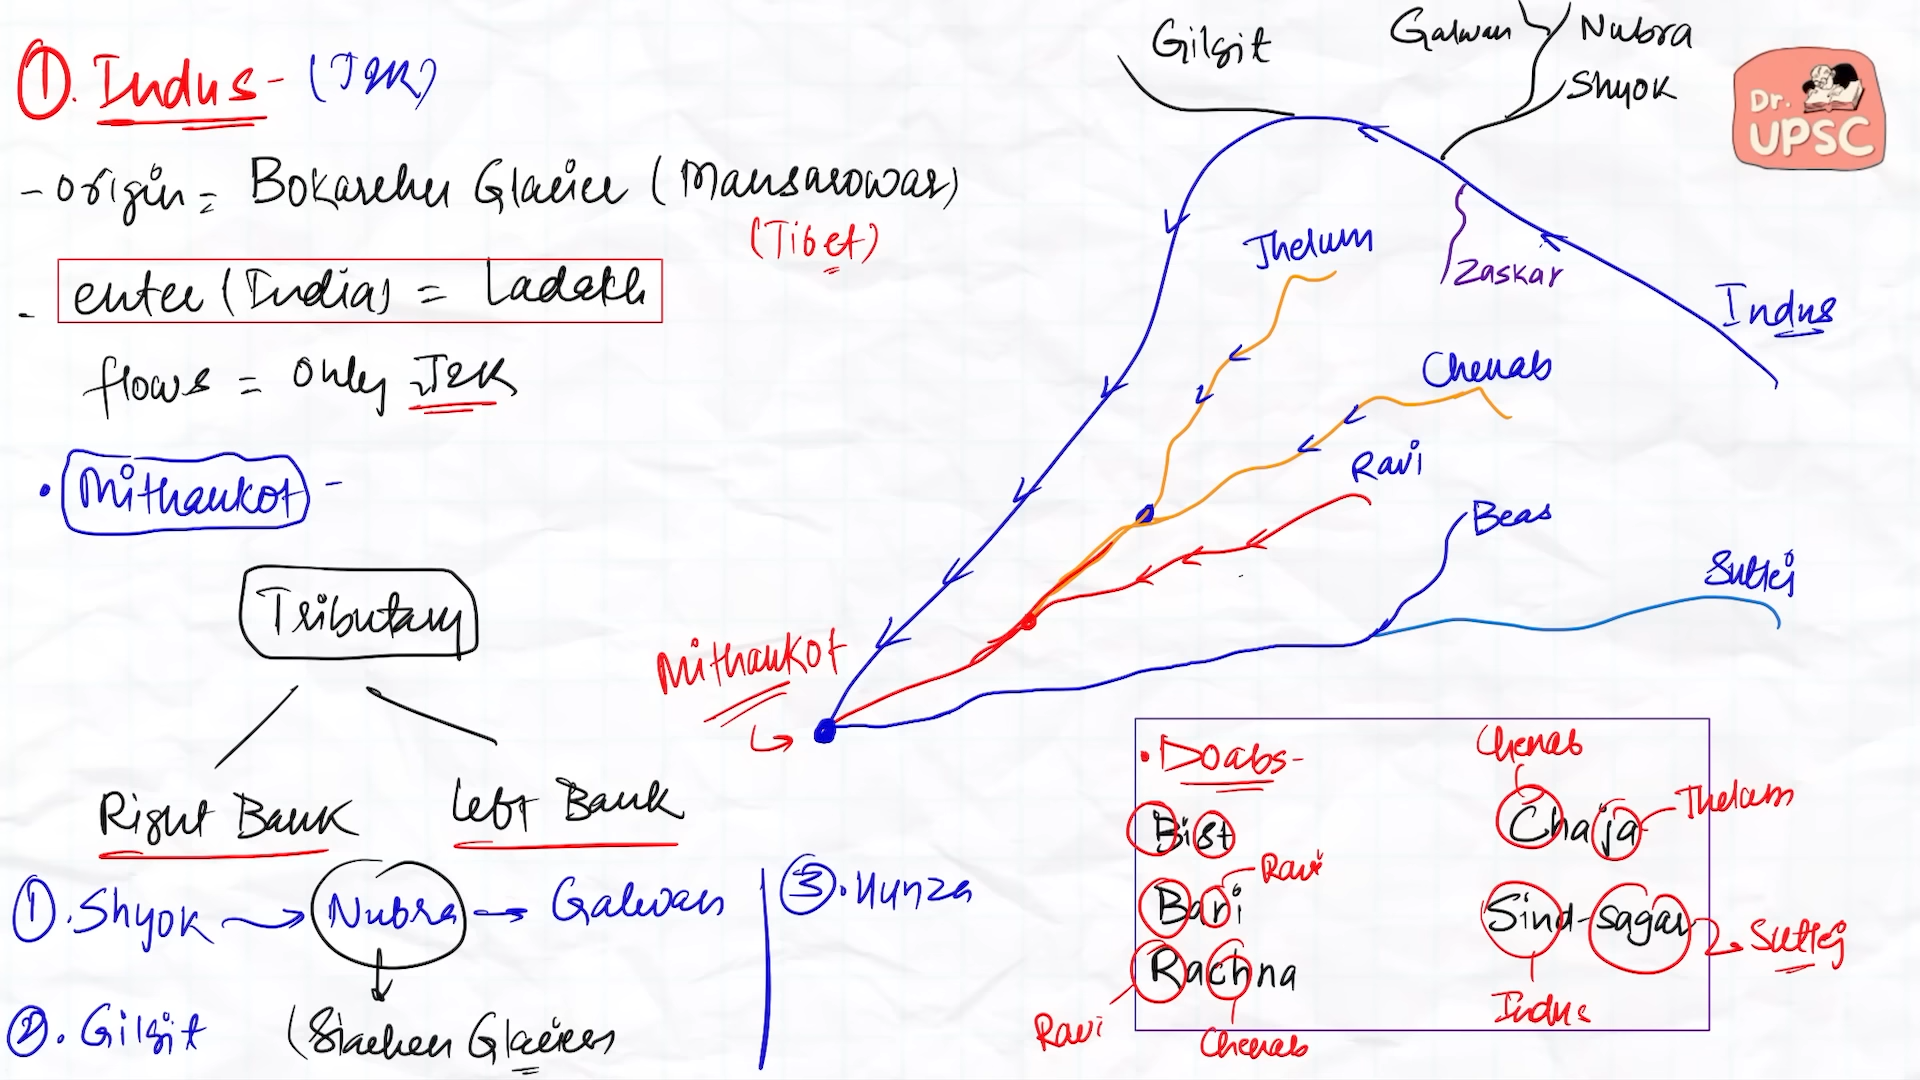 ①. Indus - (J&K)
- origin = Bokarchu Glacier (Mansarowar)
(Tibet)
- enter (India) = Ladakh
flows = only J&K
• Mithankot -
Tributary
Right Bank
Left Bank
①. Shyok → Nubra → Galwan
②. Gilgit
(Siachen Glacier
③. Hunza
Gilgit
Galwan
Nubra
Shyok
Dr.
UPSC
Jhelum
Zaskar
Indus
Chenab
Ravi
Beas
Sutlej
Mithankot
• Doabs-
Bist
Bari
Ravi
Rachna
Ravi
Chenab
Chenab
Chaja
Jhelum
Sind-sagar
Sutlej
Indus